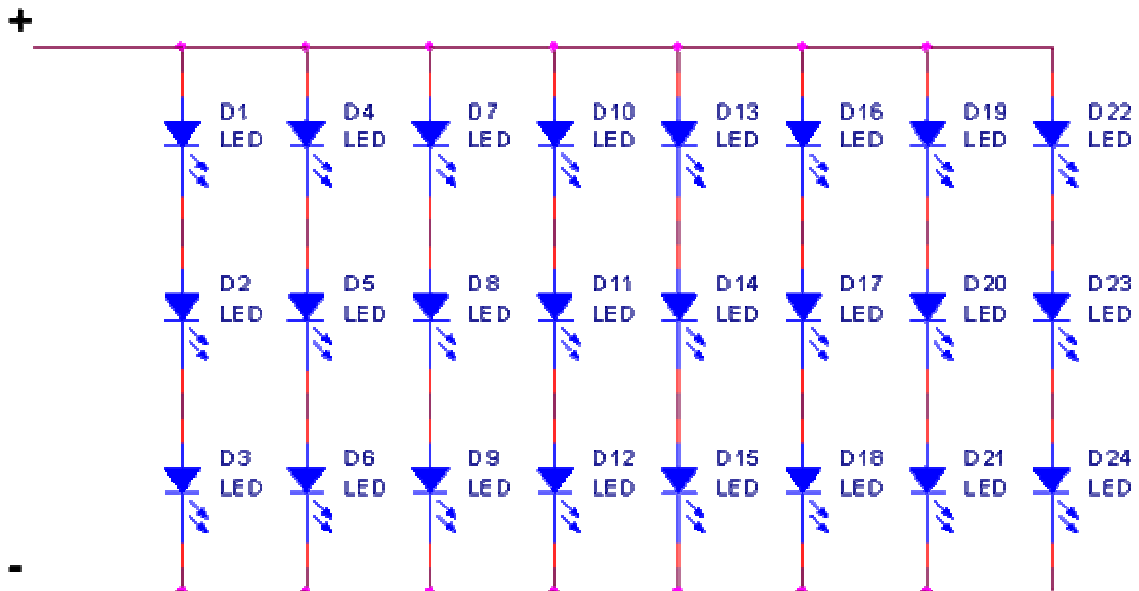 +
D1 D4 D7 D10 D13 D16 D19 D22
LED LED LED LED LED LED LED LED
D2 D5 D8 D11 D14 D17 D20 D23
LED LED LED LED LED LED LED LED
D3 D6 D9 D12 D15 D18 D21 D24
LED LED LED LED LED LED LED LED
-